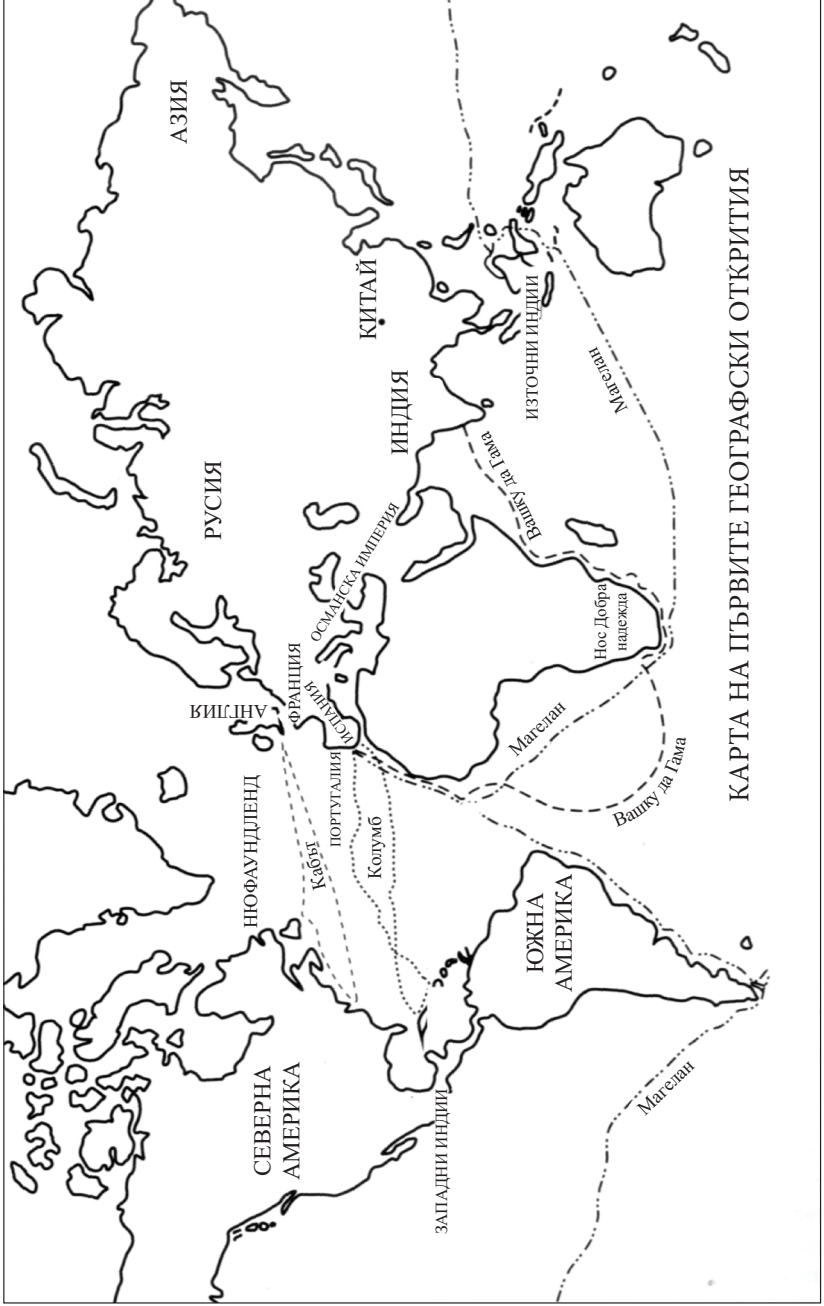 АЗИЯ
РУСИЯ
КИТАЙ
ИНДИЯ
ОСМАНСКА ИМПЕРИЯ
АНГЛИЯ
ФРАНЦИЯ
ИСПАНИЯ
ПОРТУГАЛИЯ
НЮФАУНДЛЕНД
Кабът
Колумб
СЕВЕРНА
АМЕРИКА
ЗАПАДНИ ИНДИИ
ЮЖНА
АМЕРИКА
Магелан
Магелан
Вашку да Гама
Нос Добра
надежда
Вашку да Гама
Магелан
ИЗТОЧНИ ИНДИИ
КАРТА НА ПЪРВИТЕ ГЕОГРАФСКИ ОТКРИТИЯ